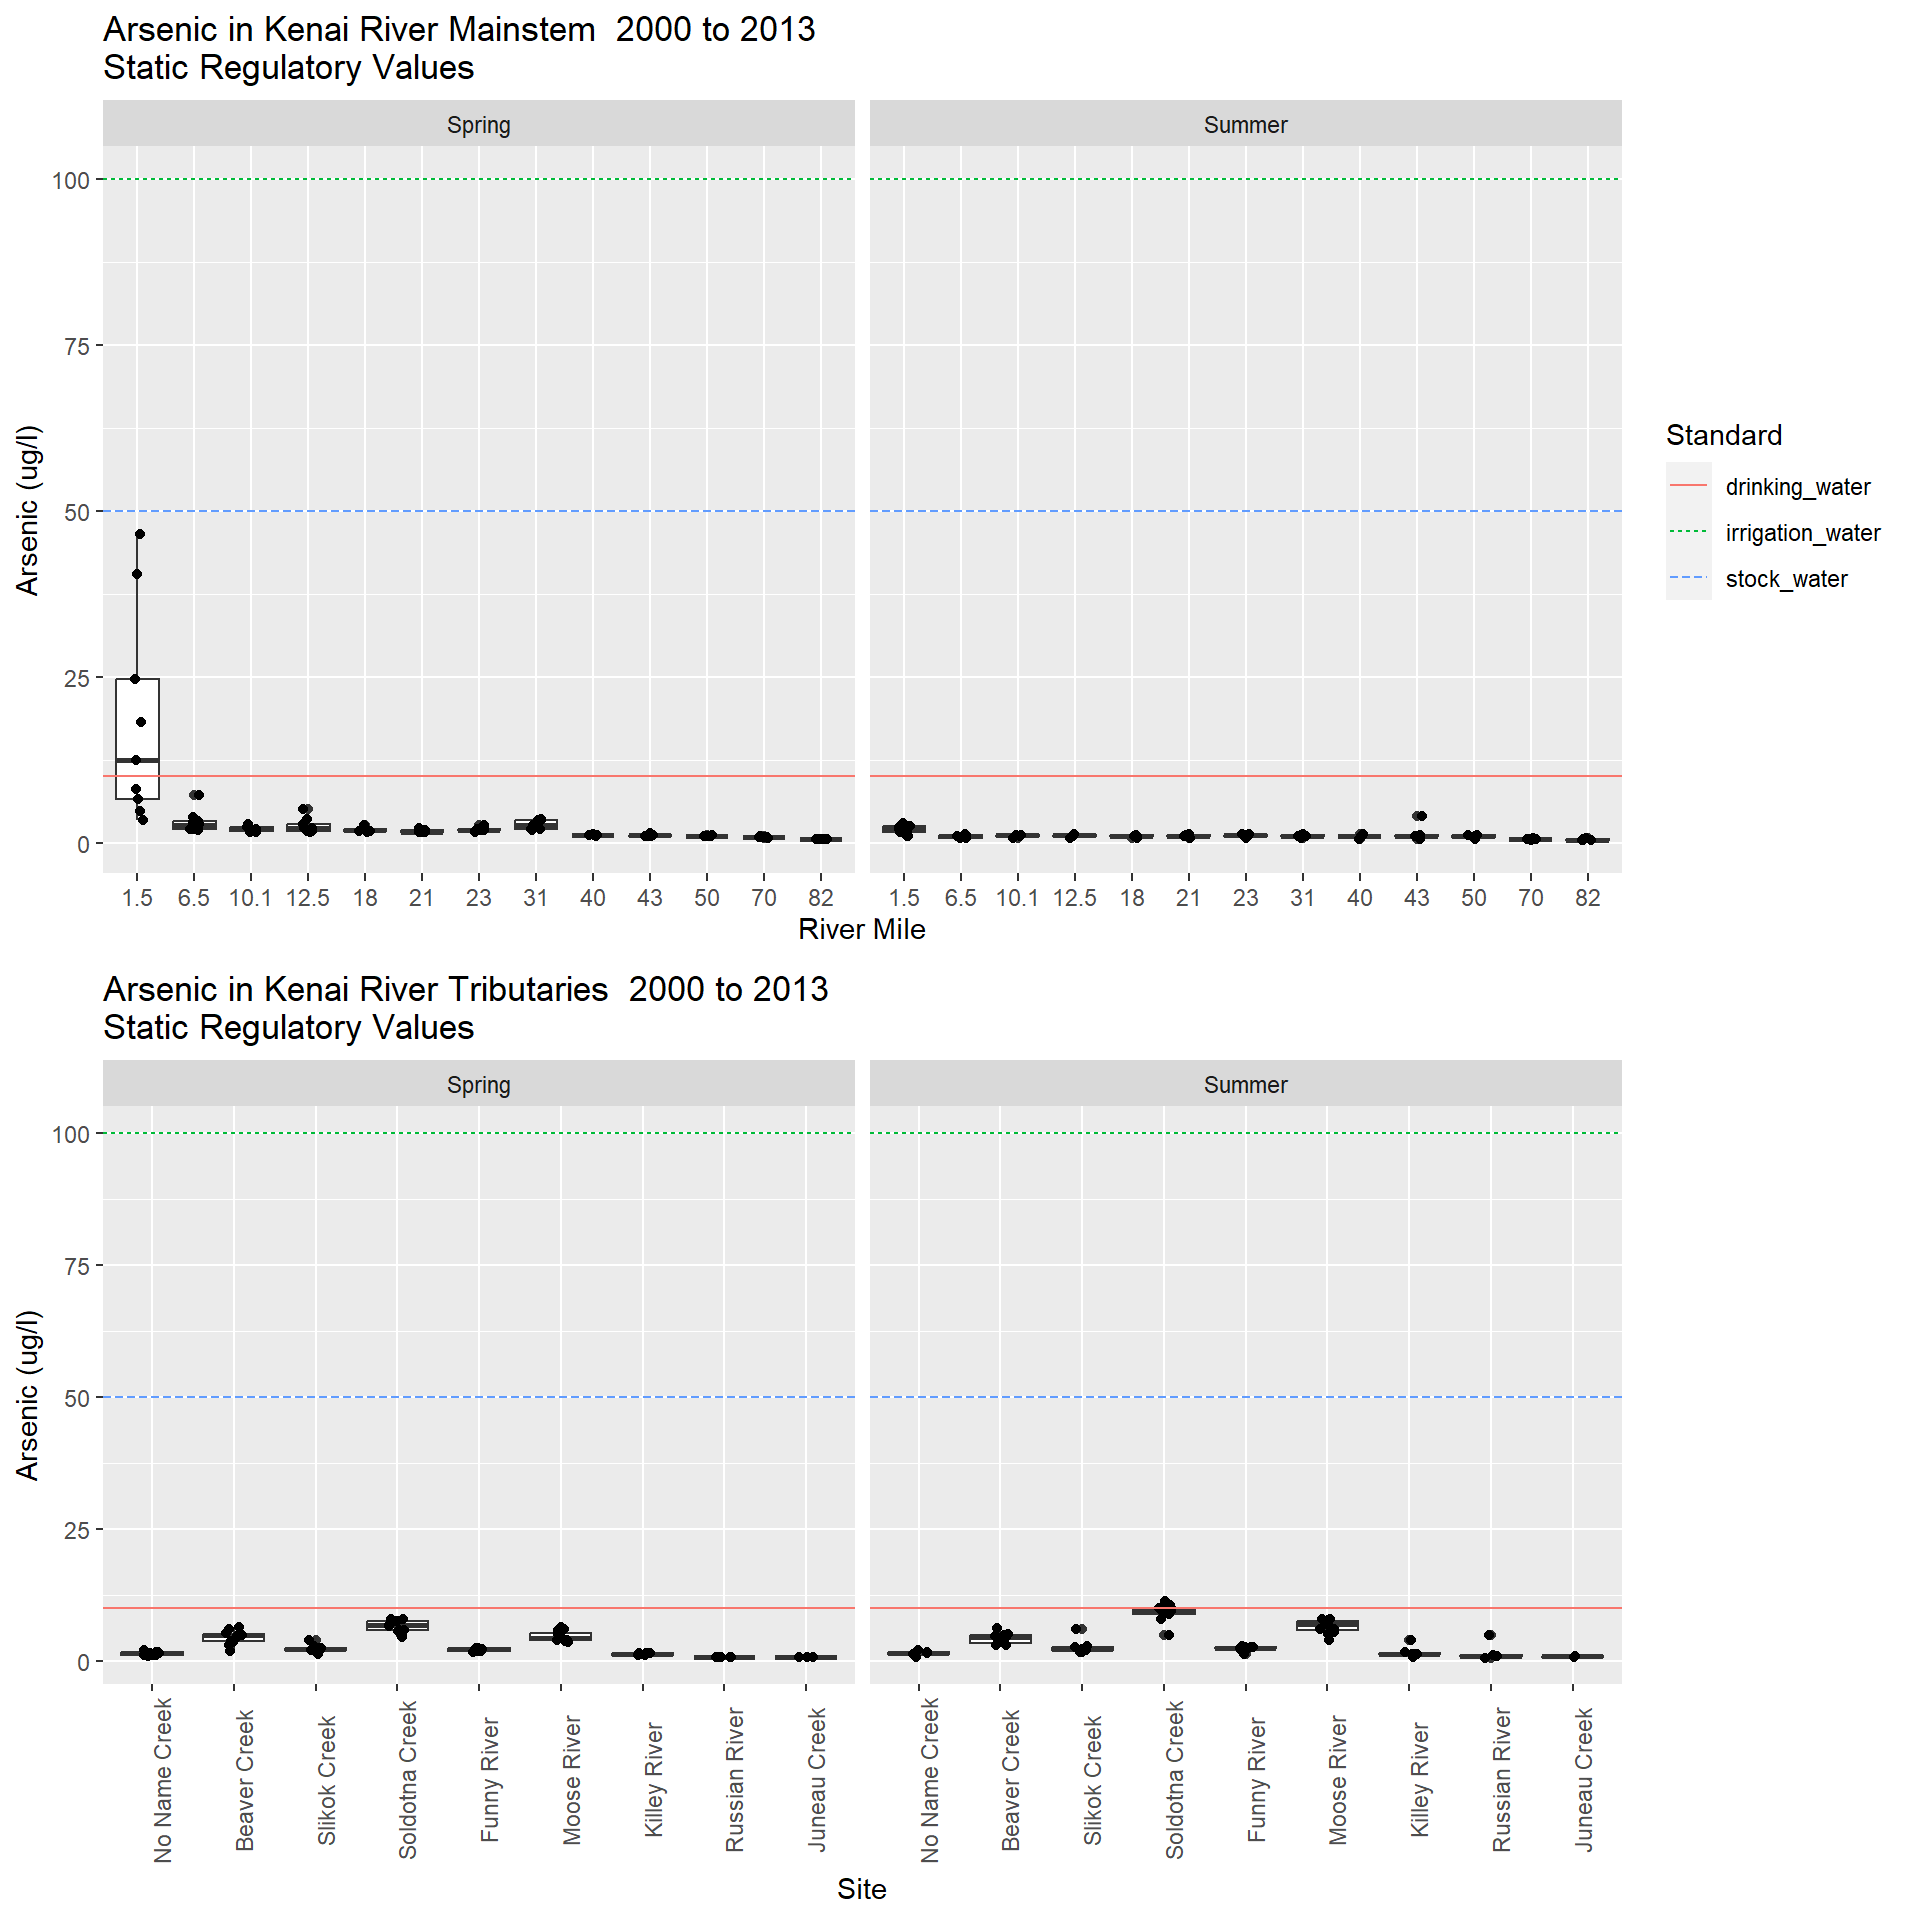 Arsenic in Kenai River Mainstem  2000 to 2013
Static Regulatory Values
Spring
Summer
100
75
50
25
0
Arsenic (ug/l)
1.5 6.5 10.1 12.5 18 21 23 31 40 43 50 70 82
1.5 6.5 10.1 12.5 18 21 23 31 40 43 50 70 82
River Mile
Standard
drinking_water
irrigation_water
stock_water
Arsenic in Kenai River Tributaries  2000 to 2013
Static Regulatory Values
Spring
Summer
100
75
50
25
0
Arsenic (ug/l)
No Name Creek
Beaver Creek
Slikok Creek
Soldotna Creek
Funny River
Moose River
Killey River
Russian River
Juneau Creek
No Name Creek
Beaver Creek
Slikok Creek
Soldotna Creek
Funny River
Moose River
Killey River
Russian River
Juneau Creek
Site